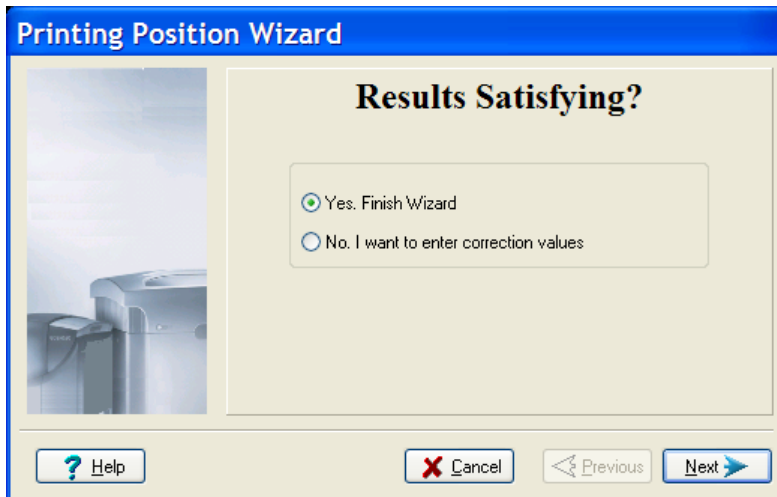 Printing Position Wizard
Results Satisfying?
Yes. Finish Wizard
No. I want to enter correction values
? Help
Cancel
Previous
Next